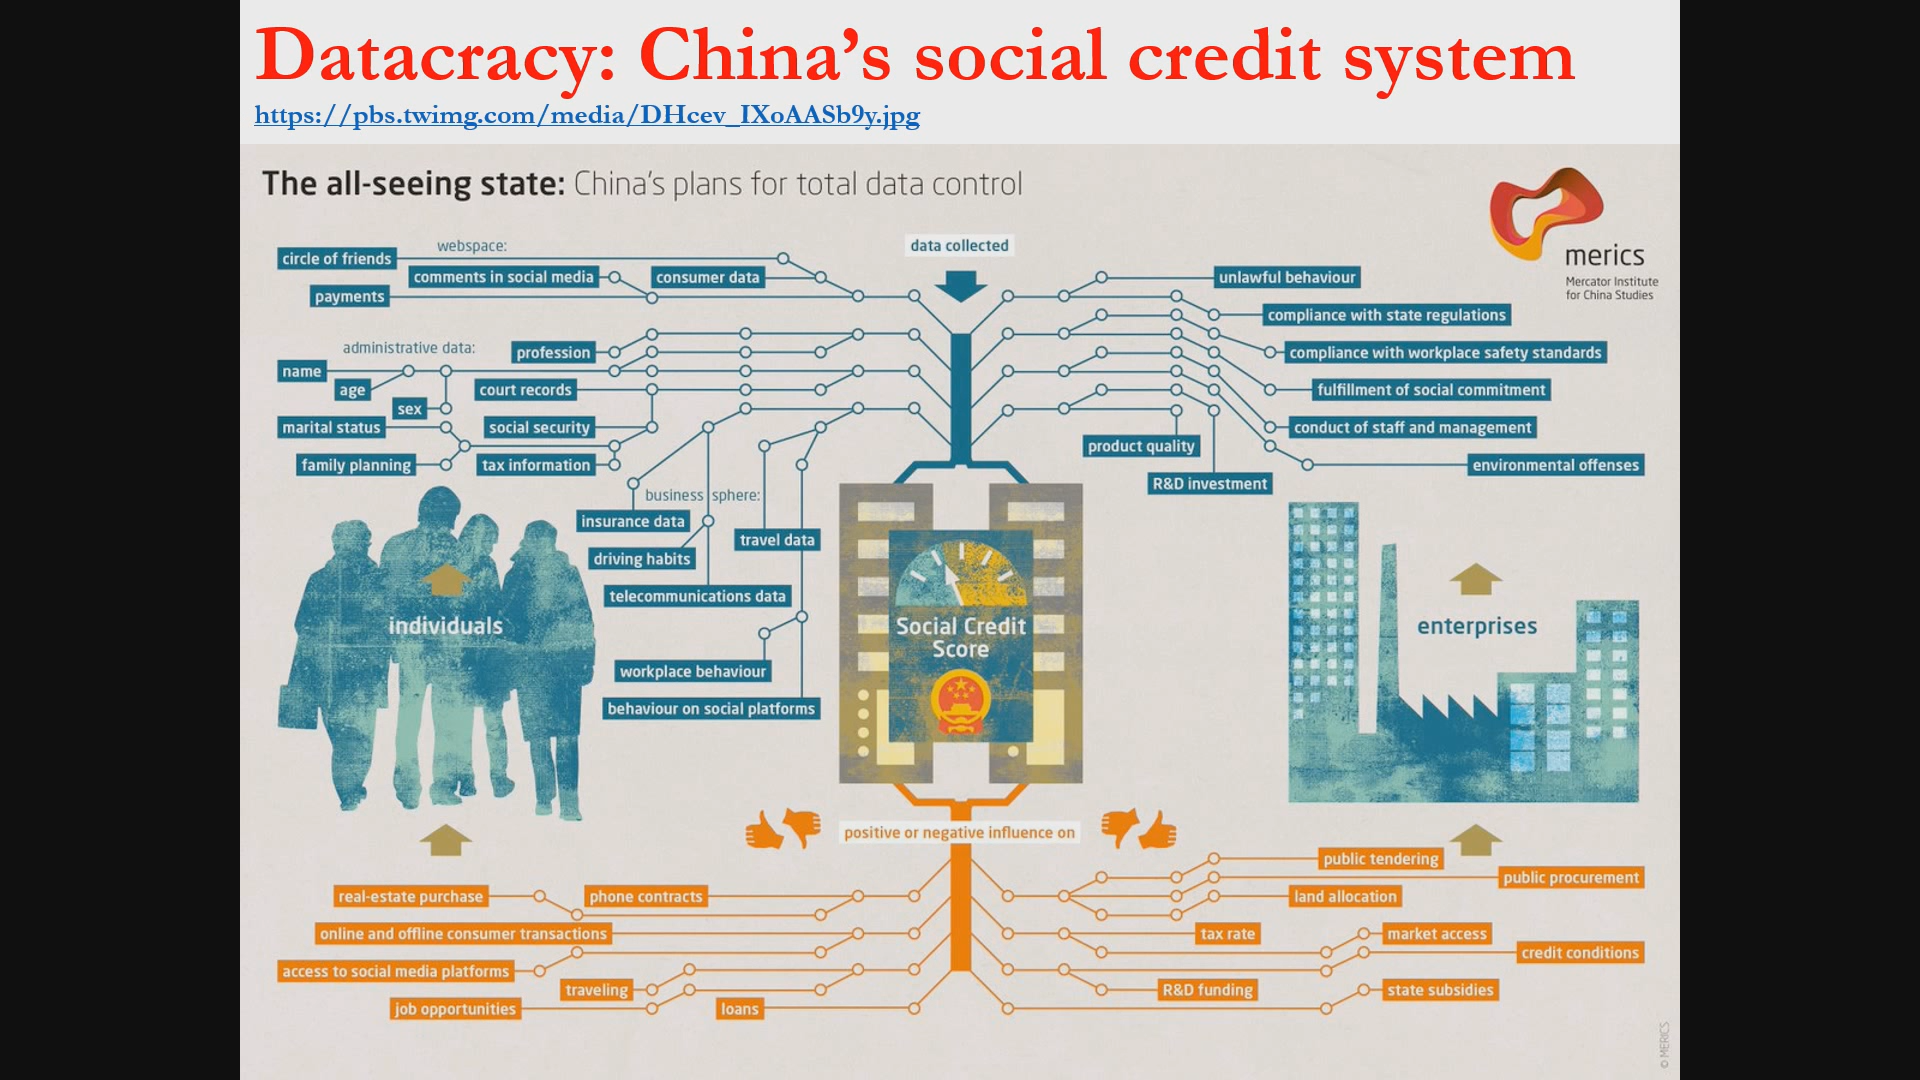 Datacracy: China's social credit system
https://pbs.twimg.com/media/DHcev_IXoAASb9y.jpg
The all-seeing state: China's plans for total data control
merics
Mercator Institute
for China Studies
data collected
webspace:
circle of friends
comments in social media
consumer data
payments
administrative data:
profession
name
age
court records
sex
marital status
social security
family planning
tax information
business sphere:
insurance data
driving habits
travel data
telecommunications data
workplace behaviour
behaviour on social platforms
unlawful behaviour
compliance with state regulations
compliance with workplace safety standards
fulfillment of social commitment
conduct of staff and management
product quality
environmental offenses
R&D investment
individuals
Social Credit
Score
enterprises
positive or negative influence on
real-estate purchase
phone contracts
online and offline consumer transactions
access to social media platforms
traveling
job opportunities
loans
public tendering
public procurement
land allocation
tax rate
market access
credit conditions
R&D funding
state subsidies
© MERICS